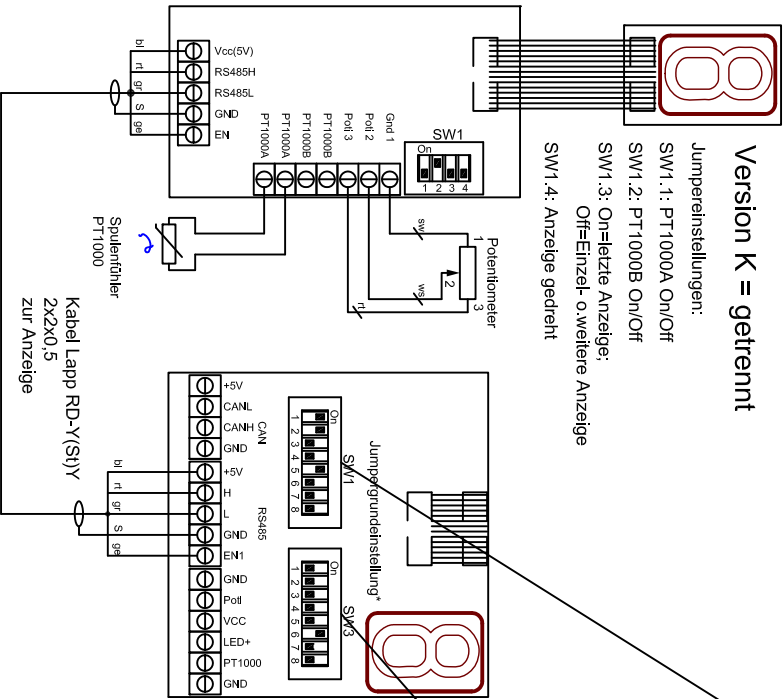 Version K = getrennt
Jumpereinstellungen:
SW1.1: PT1000A On/Off
SW1.2: PT1000B On/Off
SW1.3: On=letzte Anzeige;
Off=Einzel- o.weitere Anzeige
SW1.4: Anzeige gedreht
SW1
On
1 2 3 4
Vcc(5V)
RS485H
RS485L
GND
EN
bl
rt
gr
S
ge
Gnd 1
Poti 2
Poti 3
PT1000B
PT1000B
PT1000A
PT1000A
Potentiometer
1
2
3
sw
ws
rt
Spulenfühler
PT1000
Kabel Lapp RD-Y(St)Y
2x2x0,5
zur Anzeige
Jumpergrundeinstellung*
SW1
On
1 2 3 4 5 6 7 8
SW3
On
1 2 3 4 5 6 7 8
+5V
CANL
CANH
GND
CAN
+5V
H
L
GND
EN1
RS485
GND
Poti
VCC
LED+
PT1000
GND
bl
rt
gr
S
ge